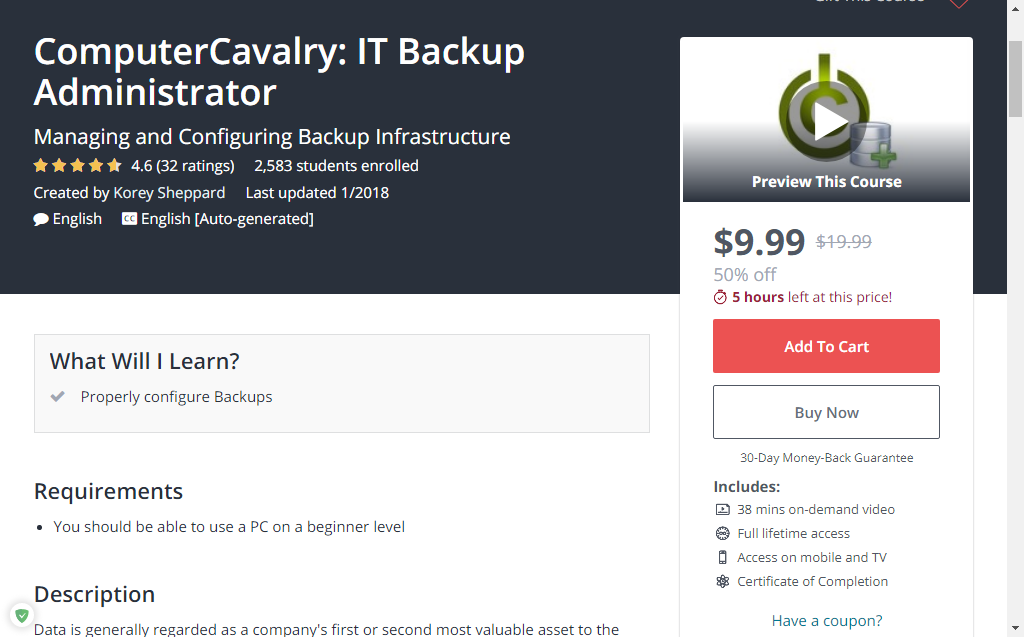 Gift This Course
ComputerCavalry: IT Backup
Administrator
Managing and Configuring Backup Infrastructure
4.6 (32 ratings) 2,583 students enrolled
Created by Korey Sheppard Last updated 1/2018
English CC English [Auto-generated]
What Will I Learn?
Properly configure Backups
Requirements
• You should be able to use a PC on a beginner level
Description
Data is generally regarded as a company's first or second most valuable asset to the
Preview This Course
$9.99 $19.99
50% off
5 hours left at this price!
Add To Cart
Buy Now
30-Day Money-Back Guarantee
Includes:
38 mins on-demand video
Full lifetime access
Access on mobile and TV
Certificate of Completion
Have a coupon?